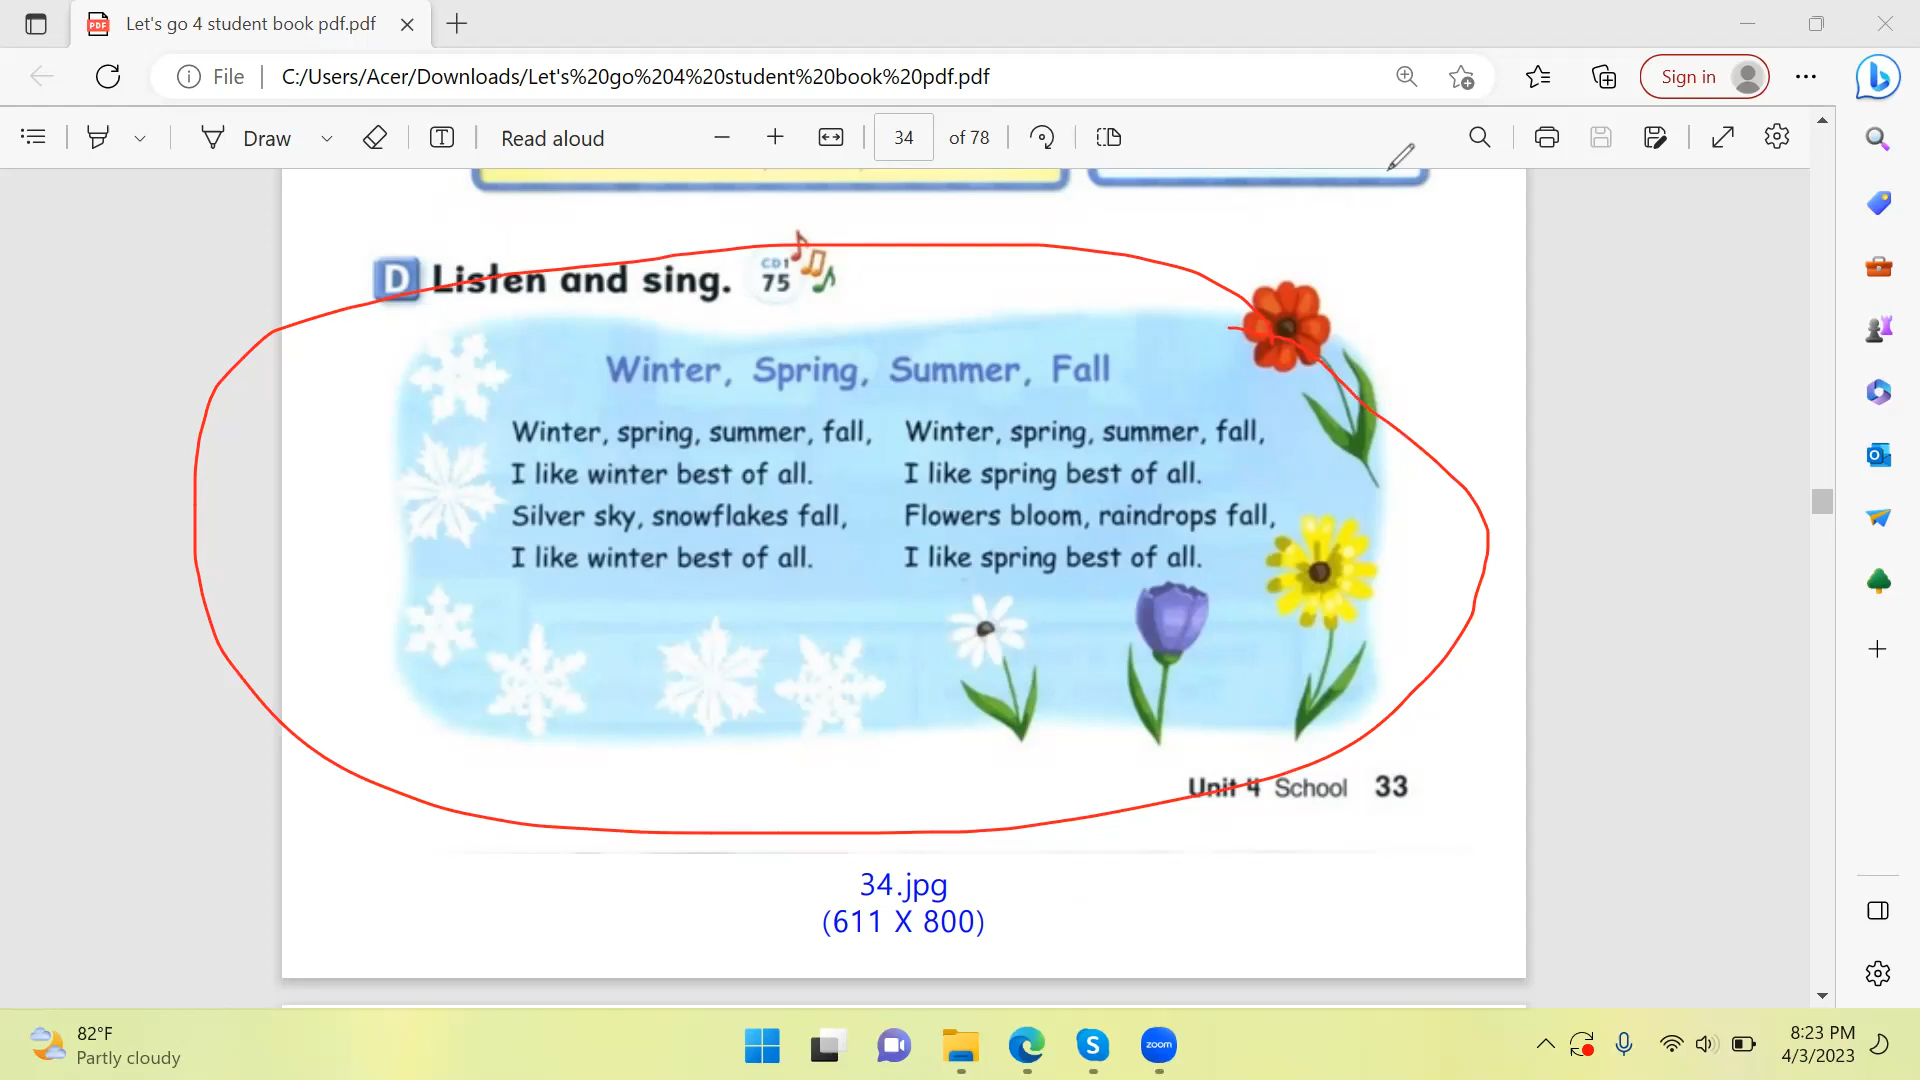 Let's go 4 student book pdf.pdf
File
C:/Users/Acer/Downloads/Let's%20go%204%20student%20book%20pdf.pdf
Sign in
Draw
Read aloud
34 of 78
D Listen and sing. CD1 75
Winter, Spring, Summer, Fall
Winter, spring, summer, fall,
I like winter best of all.
Silver sky, snowflakes fall,
I like winter best of all.
Winter, spring, summer, fall,
I like spring best of all.
Flowers bloom, raindrops fall,
I like spring best of all.
Unit 4 School 33
34.jpg
(611 X 800)
82°F
Partly cloudy
zoom
8:23 PM
4/3/2023